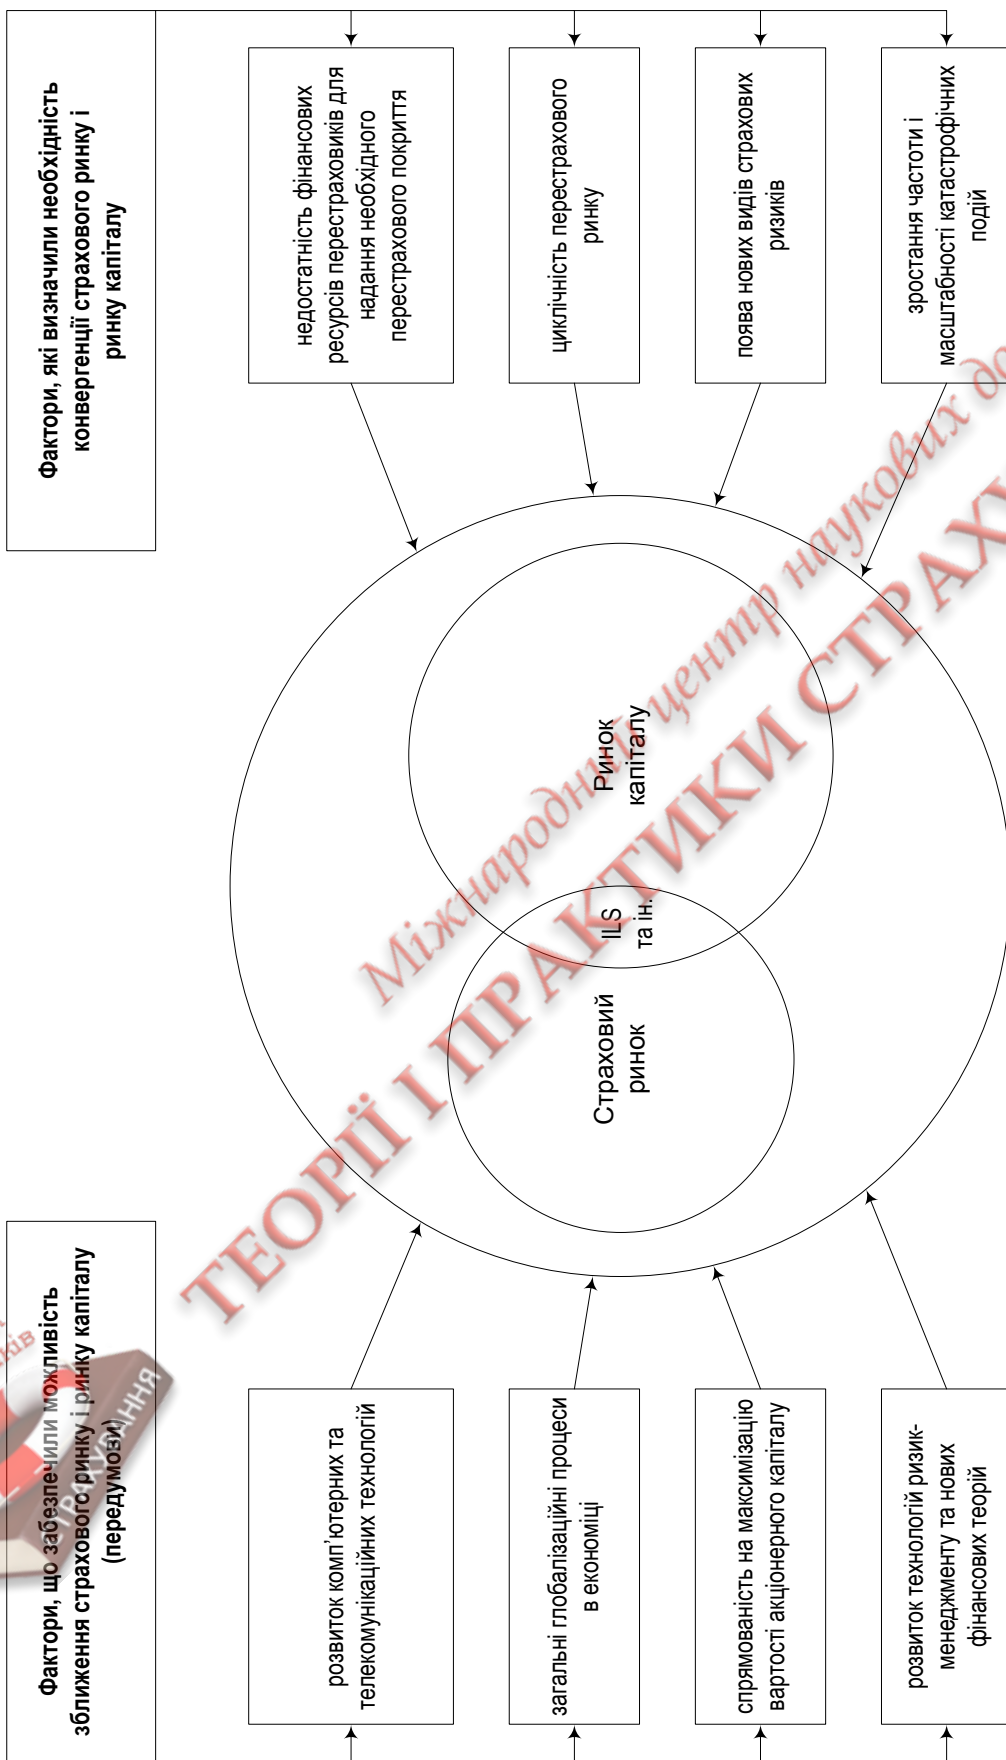 Фактори, що забезпечили можливість
зближення страхового ринку і ринку капіталу
(передумови)
розвиток комп’ютерних та
телекомунікаційних технологій
загальні глобалізаційні процеси
в економіці
спрямованість на максимізацію
вартості акціонерного капіталу
розвиток технологій ризик-
менеджменту та нових
фінансових теорій
Страховий
ринок
ILS
та ін.
Ринок
капіталу
Фактори, які визначили необхідність
конвергенції страхового ринку і
ринку капіталу
недостатність фінансових
ресурсів перестраховиків для
надання необхідного
перестрахового покриття
циклічність перестрахового
ринку
поява нових видів страхових
ризиків
зростання частоти і
масштабності катастрофічних
подій
Міжнародний центр наукових
ТЕОРІЇ І ПРАКТИКИ
СТРАХУВАННЯ